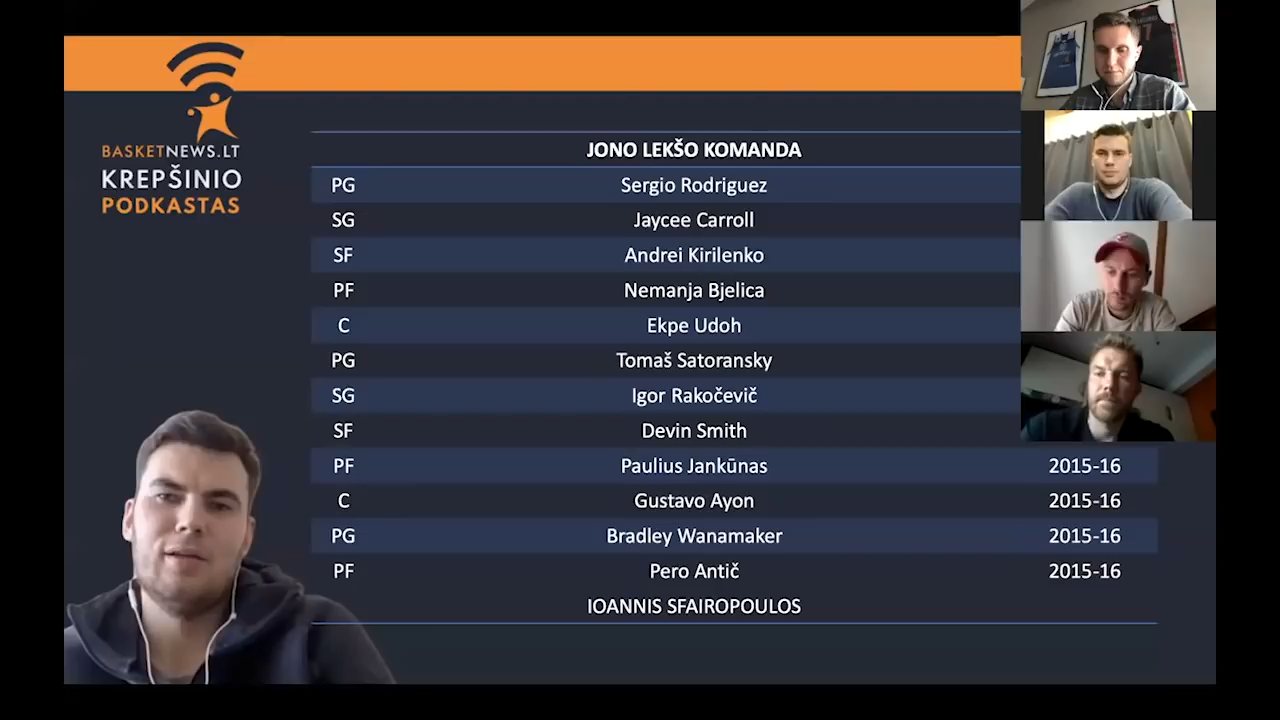 BASKETNEWS.LT
KREPŠINIO
PODKASTAS
JONO LEKŠO KOMANDA
PG Sergio Rodriguez
SG Jaycee Carroll
SF Andrei Kirilenko
PF Nemanja Bjelica
C Ekpe Udoh
PG Tomaš Satoransky
SG Igor Rakočevič
SF Devin Smith
PF Paulius Jankūnas 2015-16
C Gustavo Ayon 2015-16
PG Bradley Wanamaker 2015-16
PF Pero Antič 2015-16
IOANNIS SFAIROPOULOS